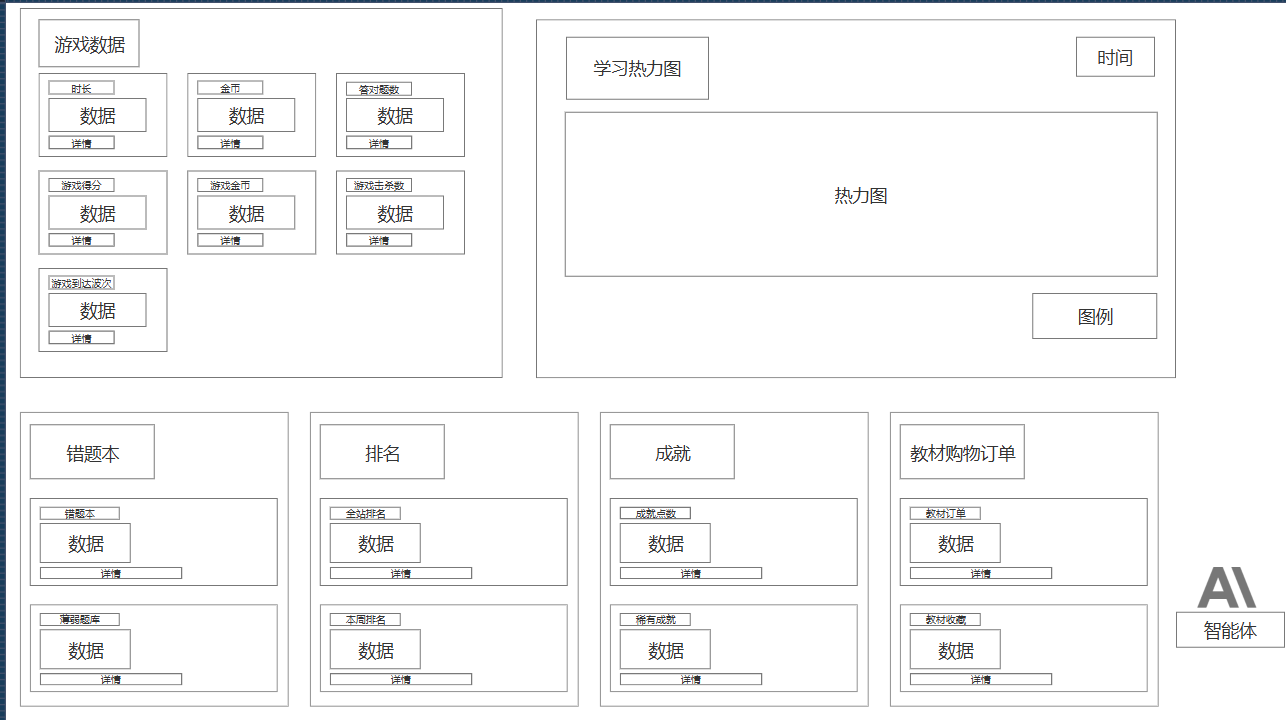 游戏数据
时长
数据
详情
金币
数据
详情
答对题数
数据
详情
游戏得分
数据
详情
游戏金币
数据
详情
游戏击杀数
数据
详情
游戏到达波次
数据
详情
学习热力图
时间
热力图
图例
错题本
错题本
数据
详情
薄弱题库
数据
详情
排名
全站排名
数据
详情
本周排名
数据
详情
成就
成就点数
数据
详情
稀有成就
数据
详情
教材购物订单
教材订单
数据
详情
教材收藏
数据
详情
AI
智能体